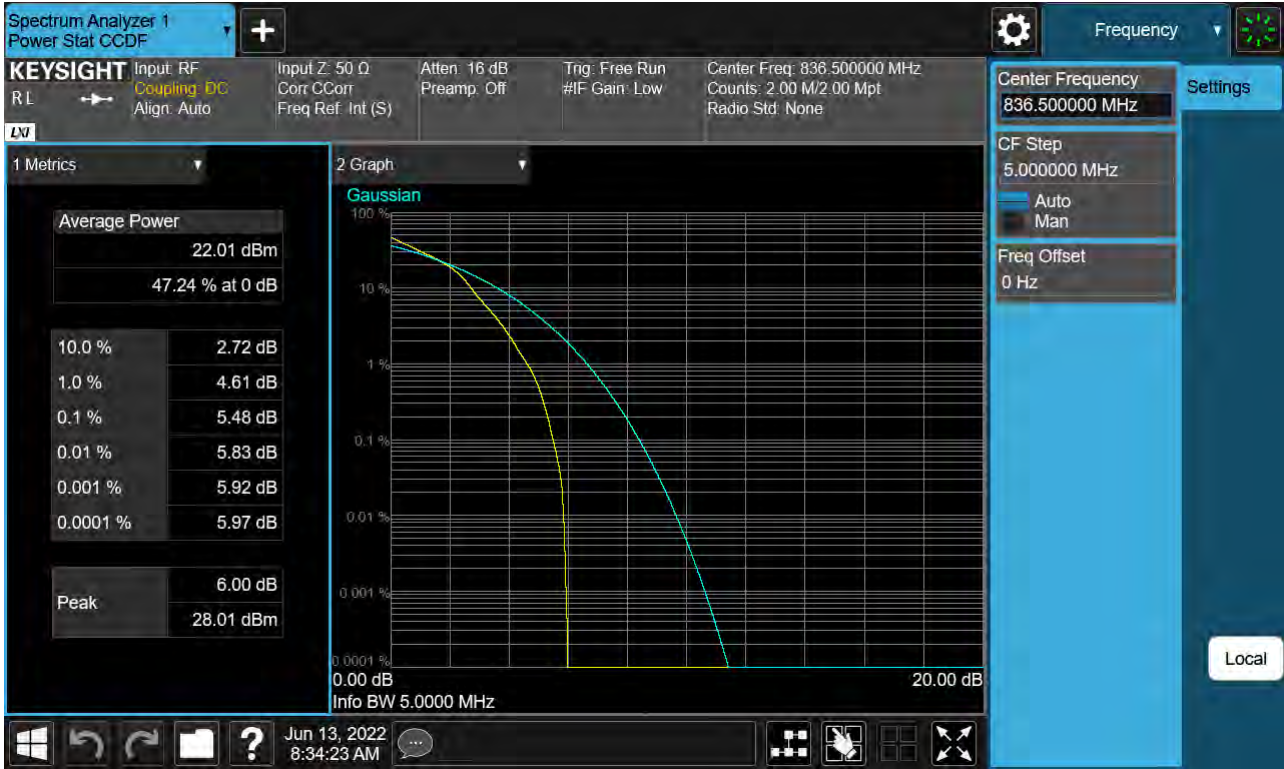 Spectrum Analyzer 1
Power Stat CCDF
Frequency
KEYSIGHT
RL
LXI
Input: RF
Coupling: DC
Align: Auto
Input Z: 50 Ω
Corr CCorr
Freq Ref: Int (S)
Atten: 16 dB
Preamp: Off
Trig: Free Run
#IF Gain: Low
Center Freq: 836.500000 MHz
Counts: 2.00 M/2.00 Mpt
Radio Std: None
Center Frequency
836.500000 MHz
Settings
CF Step
5.000000 MHz
Auto
Man
Freq Offset
0 Hz
Local
1 Metrics
Average Power
22.01 dBm
47.24 % at 0 dB
10.0 % 2.72 dB
1.0 % 4.61 dB
0.1 % 5.48 dB
0.01 % 5.83 dB
0.001 % 5.92 dB
0.0001 % 5.97 dB
Peak
6.00 dB
28.01 dBm
2 Graph
Gaussian
100 %
10 %
1 %
0.1 %
0.01 %
0.001 %
0.0001 %
0.00 dB 20.00 dB
Info BW 5.0000 MHz
?
Jun 13, 2022
8:34:23 AM